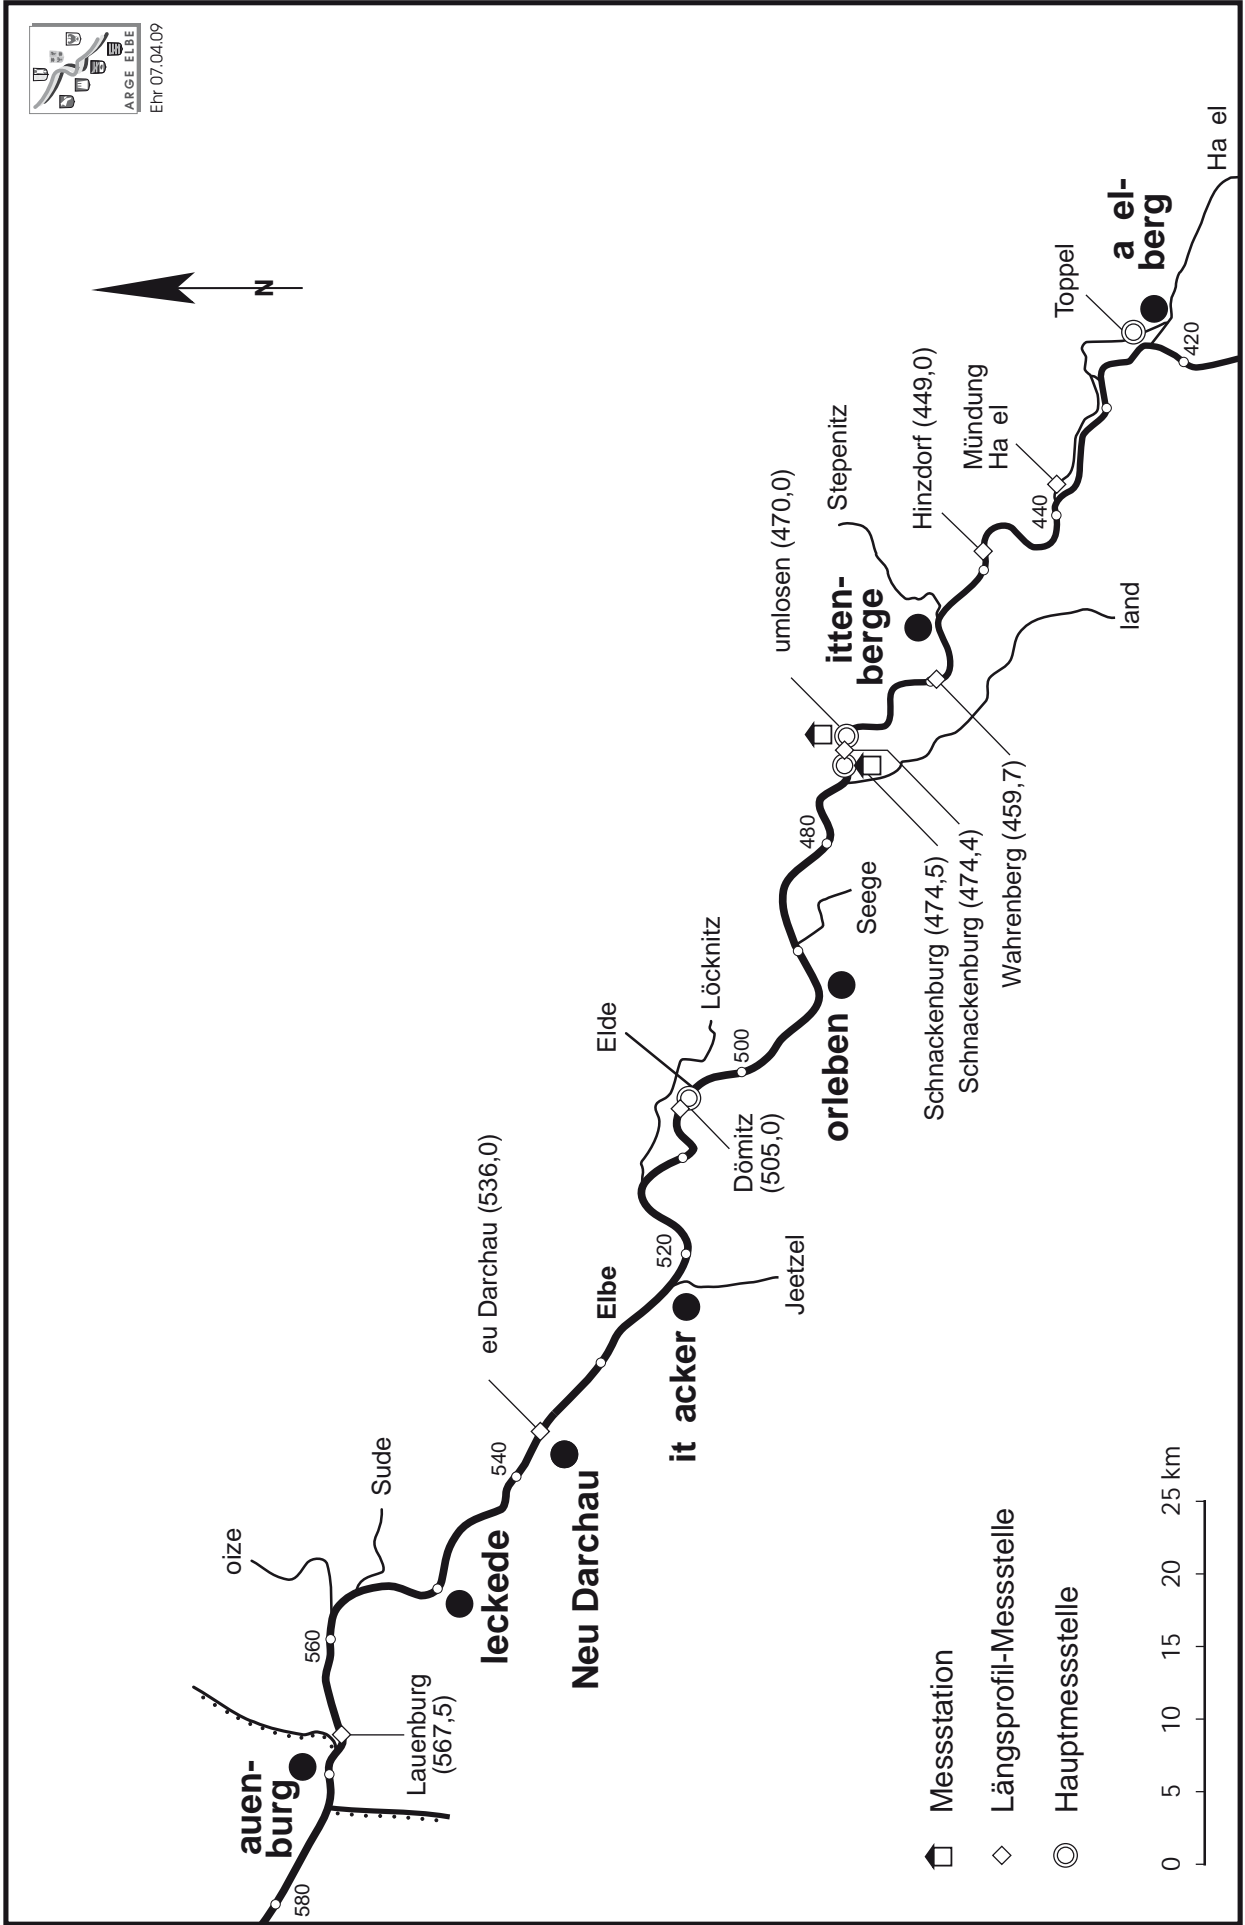 ARGE ELBE
Ehr 07.04.09
N
Ha el
a el-
berg
Toppel
420
Hinzdorf (449,0)
Mündung
Ha el
440
Stepenitz
umlosen (470,0)
itten-
berge
land
480
Wahrenberg (459,7)
Schnackenburg (474,4)
Schnackenburg (474,5)
Seege
Löcknitz
Elde
500
orleben
Dömitz
(505,0)
eu Darchau (536,0)
520
Elbe
Jeetzel
it acker
540
Neu Darchau
Sude
oize
leckede
560
Lauenburg
(567,5)
auen-
burg
580
Messstation
Längsprofil-Messstelle
Hauptmessstelle
0 5 10 15 20 25 km